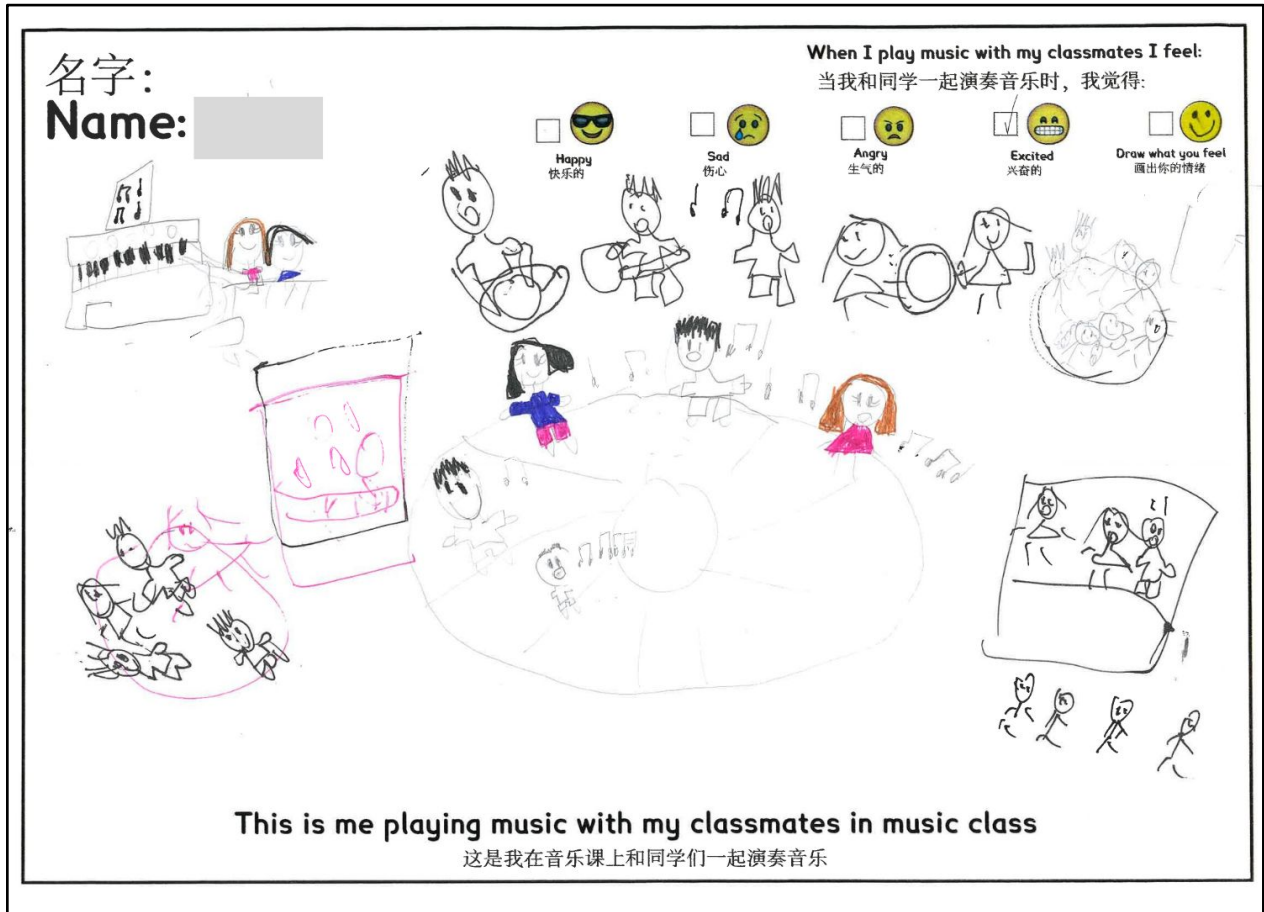 名字：
Name:
When I play music with my classmates I feel:
当我和同学一起演奏音乐时，我觉得:
Happy
快乐的
Sad
伤心
Angry
生气的
Excited
兴奋的
Draw what you feel
画出你的情绪
This is me playing music with my classmates in music class
这是我在音乐课上和同学们一起演奏音乐